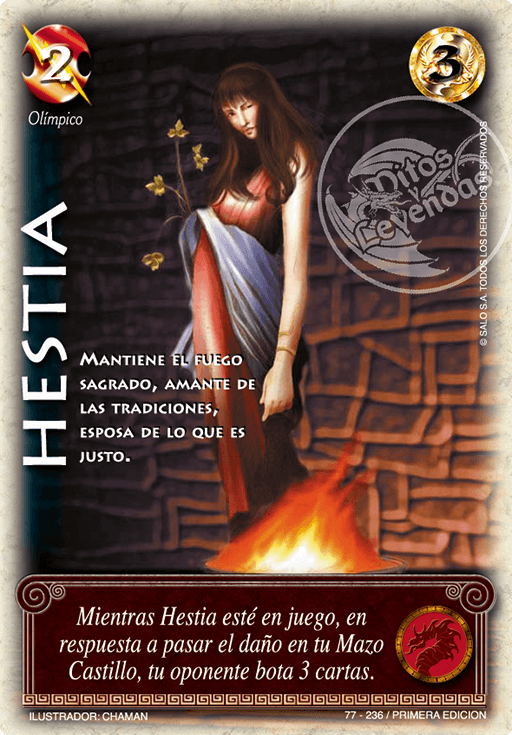 2
3
Olímpico
Mitos
y
Leyendas
© SALO S.A. TODOS LOS DERECHOS RESERVADOS
HESTIA
MANTIENE EL FUEGO
SAGRADO, AMANTE DE
LAS TRADICIONES,
ESPOSA DE LO QUE ES
JUSTO.
Mientras Hestia esté en juego, en
respuesta a pasar el daño en tu Mazo
Castillo, tu oponente bota 3 cartas.
ILUSTRADOR: CHAMAN
77 - 236 / PRIMERA EDICION